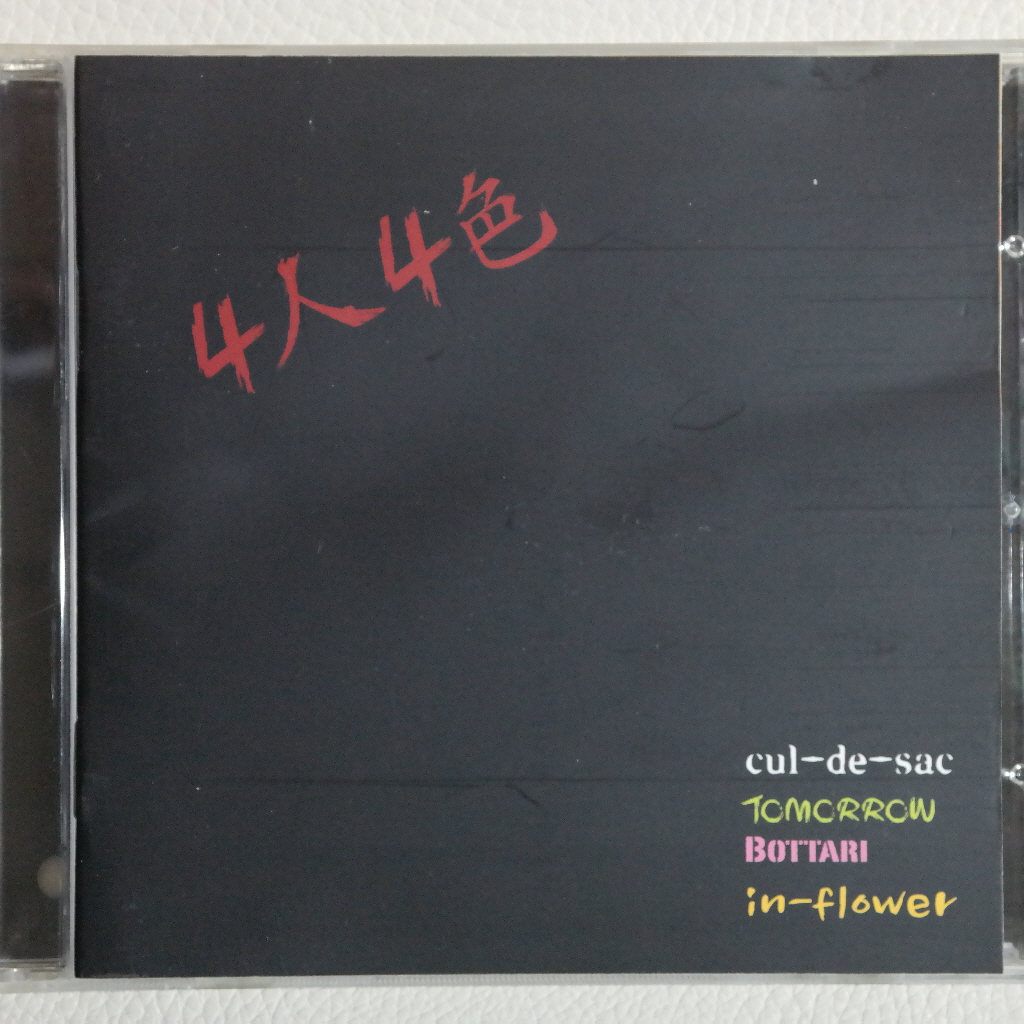 4人4色
cul-de-sac
TOMORROW
BOTTARI
in-flower